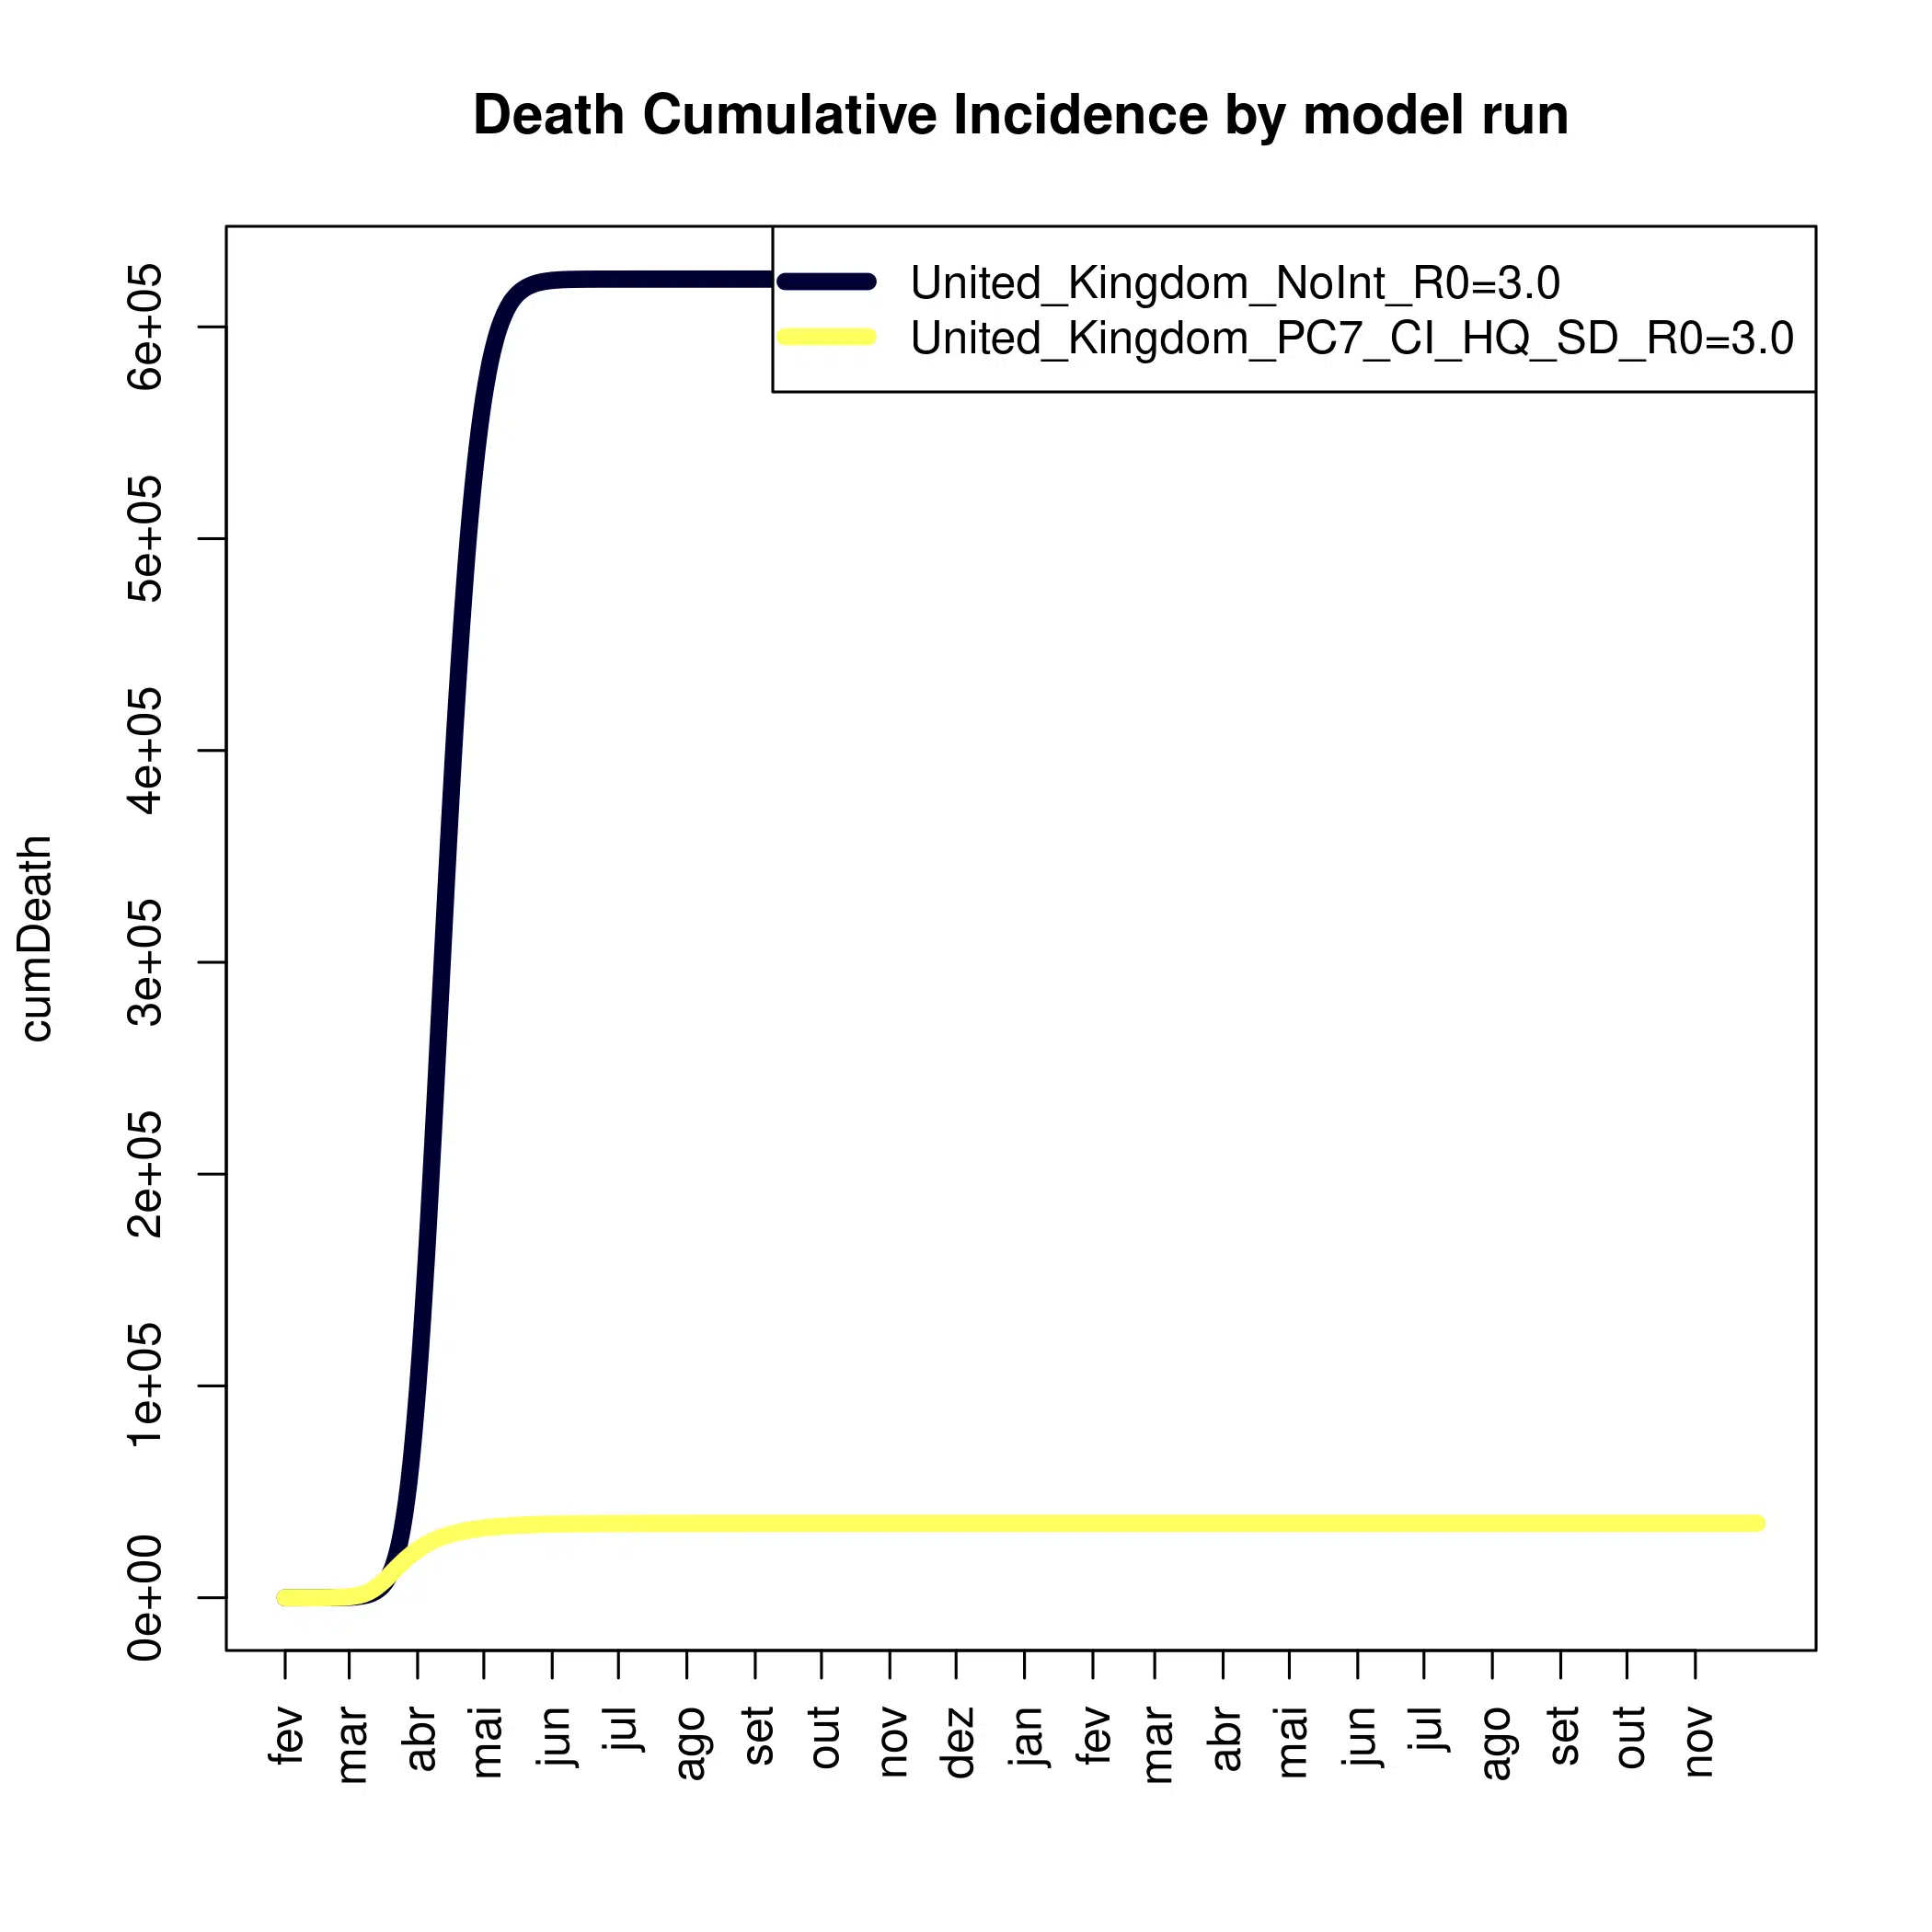 Death Cumulative Incidence by model run
United_Kingdom_NoInt_R0=3.0
United_Kingdom_PC7_CI_HQ_SD_R0=3.0
cumDeath
6e+05
5e+05
4e+05
3e+05
2e+05
1e+05
0e+00
fev mar abr mai jun jul ago set out nov dez jan fev mar abr mai jun jul ago set out nov